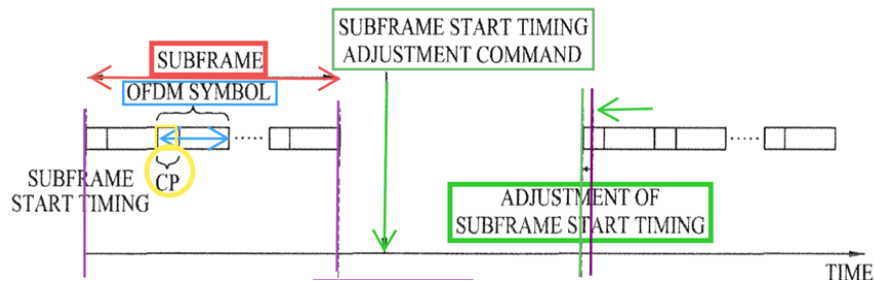 SUBFRAME START TIMING
ADJUSTMENT COMMAND
SUBFRAME
OFDM SYMBOL
CP
SUBFRAME
START TIMING
ADJUSTMENT OF
SUBFRAME START TIMING
TIME